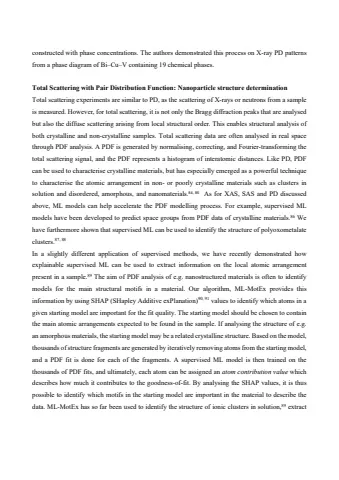 constructed with phase concentrations. The authors demonstrated this process on X-ray PD patterns
from a phase diagram of Bi–Cu–V containing 19 chemical phases.
Total Scattering with Pair Distribution Function: Nanoparticle structure determination
Total scattering experiments are similar to PD, as the scattering of X-rays or neutrons from a sample
is measured. However, for total scattering, it is not only the Bragg diffraction peaks that are analysed
but also the diffuse scattering arising from local structural order. This enables structural analysis of
both crystalline and non-crystalline samples. Total scattering data are often analysed in real space
through PDF analysis. A PDF is generated by normalising, correcting, and Fourier-transforming the
total scattering signal, and the PDF represents a histogram of interatomic distances. Like PD, PDF
can be used to characterise crystalline materials, but has especially emerged as a powerful technique
to characterise the atomic arrangement in non- or poorly crystalline materials such as clusters in
solution and disordered, amorphous, and nanomaterials. As for XAS, SAS and PD discussed
above, ML models can help accelerate the PDF modelling process. For example, supervised ML
models have been developed to predict space groups from PDF data of crystalline materials. We
have furthermore shown that supervised ML can be used to identify the structure of polyoxometalate
clusters.
In a slightly different application of supervised methods, we have recently demonstrated how
explainable supervised ML can be used to extract information on the local atomic arrangement
present in a sample. The aim of PDF analysis of e.g. nanostructured materials is often to identify
models for the main structural motifs in a material. Our algorithm, ML-MotEx provides this
information by using SHAP (SHapley Additive exPlanation) values to identify which atoms in a
given starting model are important for the fit quality. The starting model should be chosen to contain
the main atomic arrangements expected to be found in the sample. If analysing the structure of e.g.
an amorphous materials, the starting model may be a related crystalline structure. Based on the model,
thousands of structure fragments are generated by iteratively removing atoms from the starting model,
and a PDF fit is done for each of the fragments. A supervised ML model is then trained on the
thousands of PDF fits, and ultimately, each atom can be assigned an atom contribution value which
describes how much it contributes to the goodness-of-fit. By analysing the SHAP values, it is thus
possible to identify which motifs in the starting model are important in the material to describe the
data. ML-MotEx has so far been used to identify the structure of ionic clusters in solution, extract